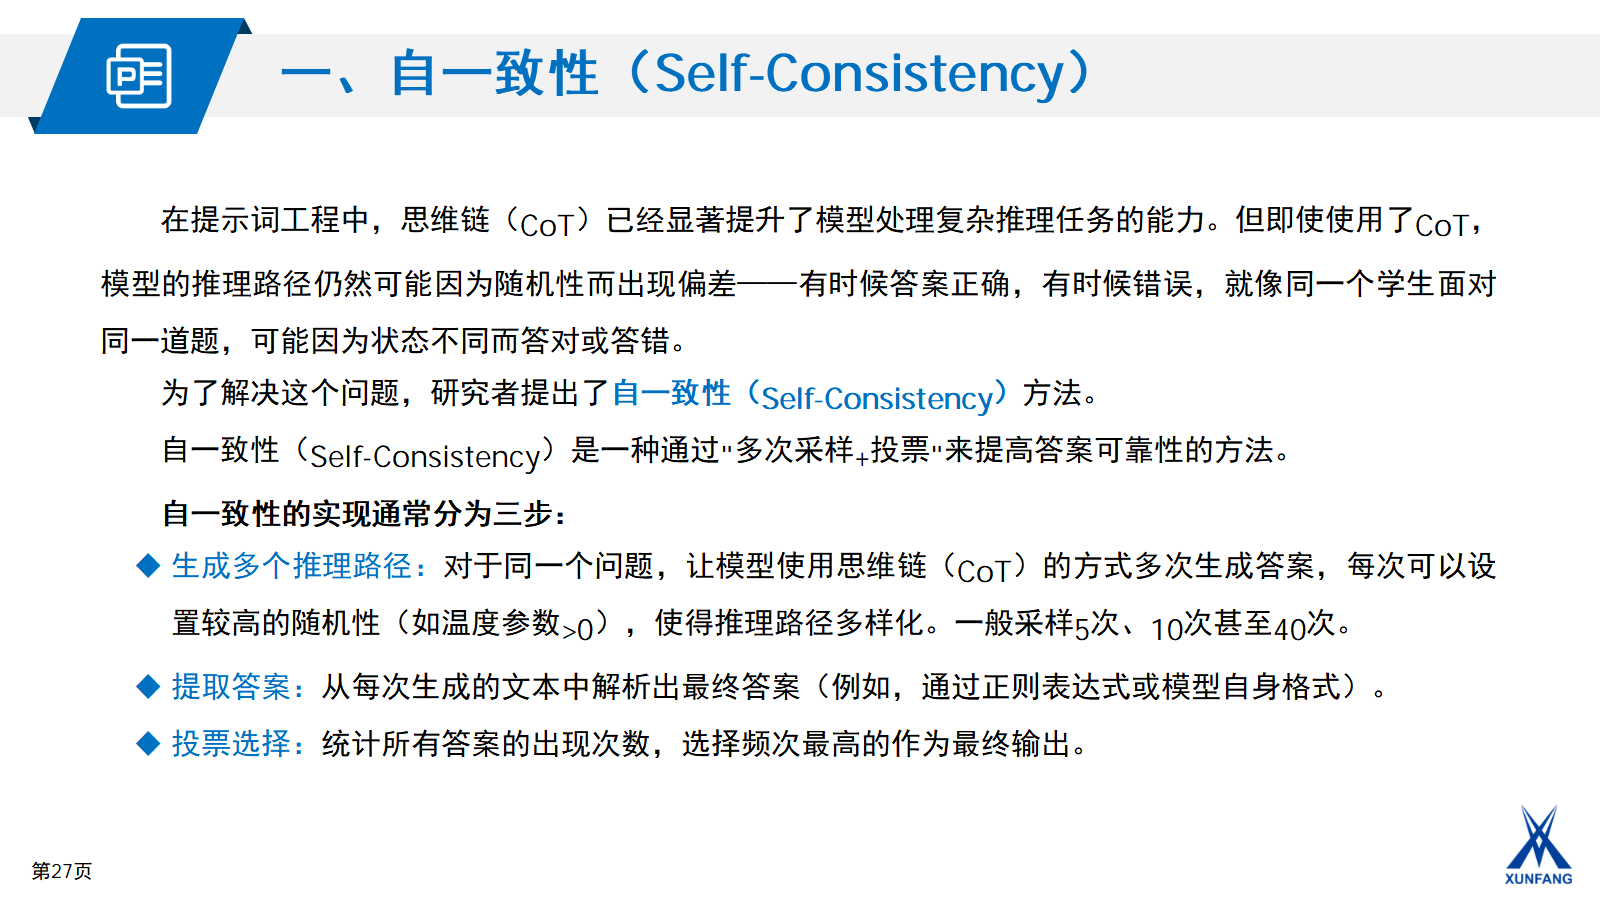 一、自一致性（Self-Consistency）
在提示词工程中，思维链（CoT）已经显著提升了模型处理复杂推理任务的能力。但即使使用了CoT，
模型的推理路径仍然可能因为随机性而出现偏差——有时候答案正确，有时候错误，就像同一个学生面对
同一道题，可能因为状态不同而答对或答错。
为了解决这个问题，研究者提出了自一致性（Self-Consistency）方法。
自一致性（Self-Consistency）是一种通过"多次采样+投票"来提高答案可靠性的方法。
自一致性的实现通常分为三步：
◆ 生成多个推理路径：对于同一个问题，让模型使用思维链（CoT）的方式多次生成答案，每次可以设
置较高的随机性（如温度参数>0），使得推理路径多样化。一般采样5次、10次甚至40次。
◆ 提取答案：从每次生成的文本中解析出最终答案（例如，通过正则表达式或模型自身格式）。
◆ 投票选择：统计所有答案的出现次数，选择频次最高的作为最终输出。
第27页
XUNFANG